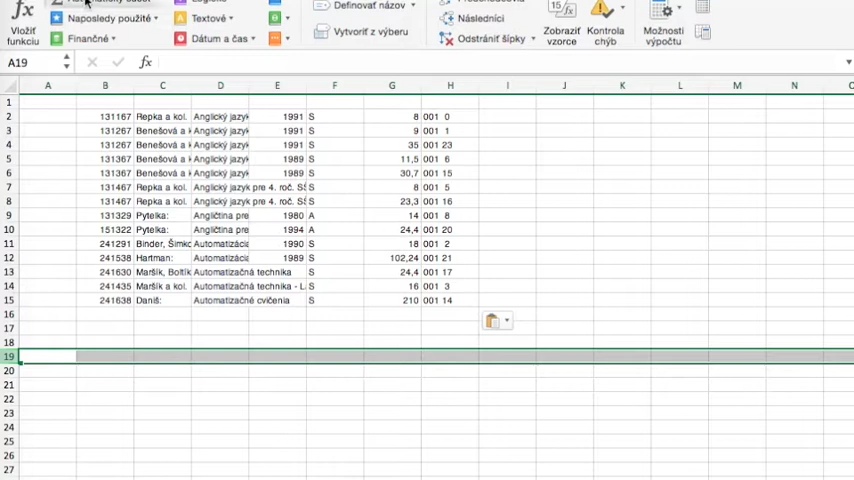 Vložiť
funkciu
Naposledy použité
Finančné
Textové
Dátum a čas
Definovať názov
Vytvoriť z výberu
Následníci
Odstrániť šípky
Zobraziť
vzorce
Kontrola
chýb
Možnosti
výpočtu
A19
fx
A B C D E F G H I J K L M N
1
2 131167 Repka a kol. Anglický jazyk 1991 S 8 001 0
3 131267 Benešová a k Anglický jazyk 1991 S 9 001 1
4 131267 Benešová a k Anglický jazyk 1991 S 35 001 23
5 131367 Benešová a k Anglický jazyk 1989 S 11,5 001 6
6 131367 Benešová a k Anglický jazyk 1989 S 30,7 001 15
7 131467 Repka a kol. Anglický jazyk pre 4. roč. SŠ S 8 001 5
8 131467 Repka a kol. Anglický jazyk pre 4. roč. SŠ S 23,3 001 16
9 131329 Pytelka: Angličtina pre 1980 A 14 001 8
10 151322 Pytelka: Angličtina pre 1994 A 24,4 001 20
11 241291 Binder, Šimko Automatizácia 1990 S 18 001 2
12 241538 Hartman: Automatizácia 1989 S 102,24 001 21
13 241630 Maršík, Boltík Automatizačná technika S 24,4 001 17
14 241435 Maršík a kol. Automatizačná technika - La S 16 001 3
15 241638 Daniš: Automatizačné cvičenia S 210 001 14
16
17
18
19
20
21
22
23
24
25
26
27